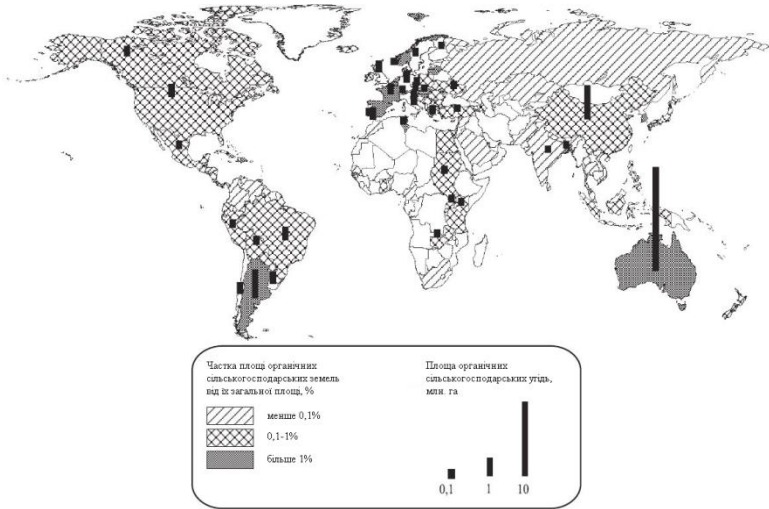 Частка площі органічних
сільськогосподарських земель
від їх загальної площі, %
менше 0,1%
0,1-1%
більше 1%
Площа органічних
сільськогосподарських угідь,
млн. га
0,1
1
10